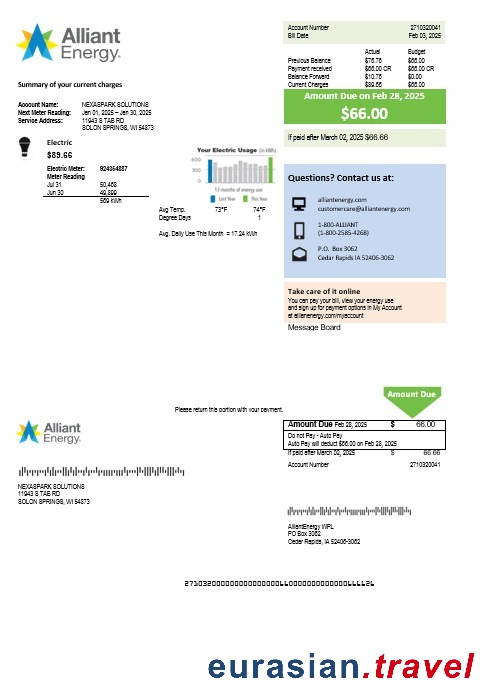 Alliant
Energy.
Account Number 2710320041
Bill Date Feb 03, 2025
Actual Budget
Previous Balance $76.76 $66.00
Payment received $66.00 CR $66.00 CR
Balance Forward $10.76 $0.00
Current Charges $89.66 $66.00
Amount Due on Feb 28, 2025
$66.00
If paid after March 02, 2025 $66.66
Summary of your current charges
Account Name: NEXASPARK SOLUTIONS
Next Meter Reading: Jan 01, 2025 – Jan 30, 2025
Service Address: 11943 S TAB RD
SOLON SPRINGS, WI 54873
Electric
$89.66
Electric Meter: 924354887
Meter Reading
Jul 31 50,468
Jun 30 49,899
569 kWh
Your Electric Usage (in kWh)
600
300
0
13 months of energy use
Last Year This Year
Avg Temp. 73°F 74°F
Degree Days 1
Avg. Daily Use This Month = 17.24 kWh
Questions? Contact us at:
alliantenergy.com
customercare@alliantenergy.com
1-800-ALLIANT
(1-800-2585-4268)
P.O. Box 3062
Cedar Rapids IA 52406-3062
Take care of it online
You can pay your bill, view your energy use
and sign up for payment options in My Account
at alliantenergy.com/myaccount
Message Board
Amount Due
Please return this portion with your payment.
Alliant
Energy.
Amount Due Feb 28, 2025 $ 66.00
Do not Pay - Auto Pay
Auto Pay will deduct $66.00 on Feb 28, 2025
If paid after March 02, 2025 $ 66.66
Account Number 2710320041
NEXASPARK SOLUTIONS
11943 S TAB RD
SOLON SPRINGS, WI 54873
AlliantEnergy WPL
PO Box 3062
Cedar Rapids, IA 52406-3062
eurasian.travel